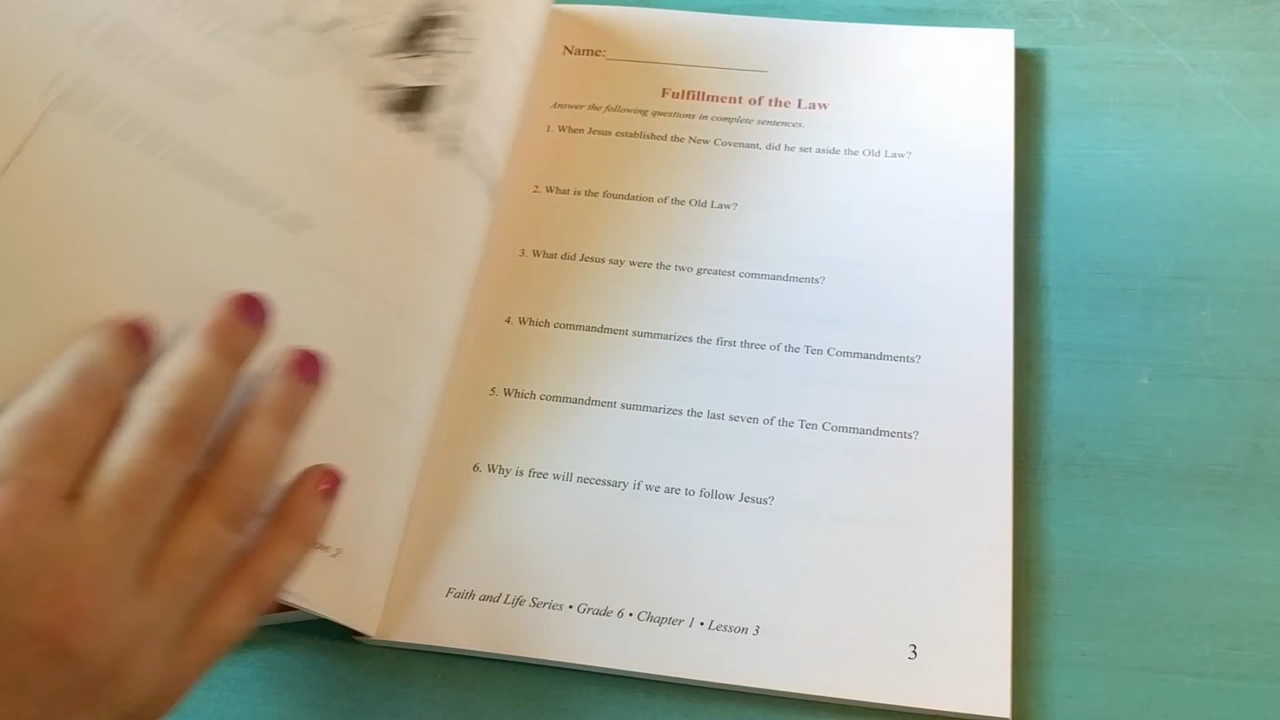 Name:
Fulfillment of the Law
Answer the following questions in complete sentences.
1. When Jesus established the New Covenant, did he set aside the Old Law?
2. What is the foundation of the Old Law?
3. What did Jesus say were the two greatest commandments?
4. Which commandment summarizes the first three of the Ten Commandments?
5. Which commandment summarizes the last seven of the Ten Commandments?
6. Why is free will necessary if we are to follow Jesus?
Faith and Life Series • Grade 6 • Chapter 1 • Lesson 3
3